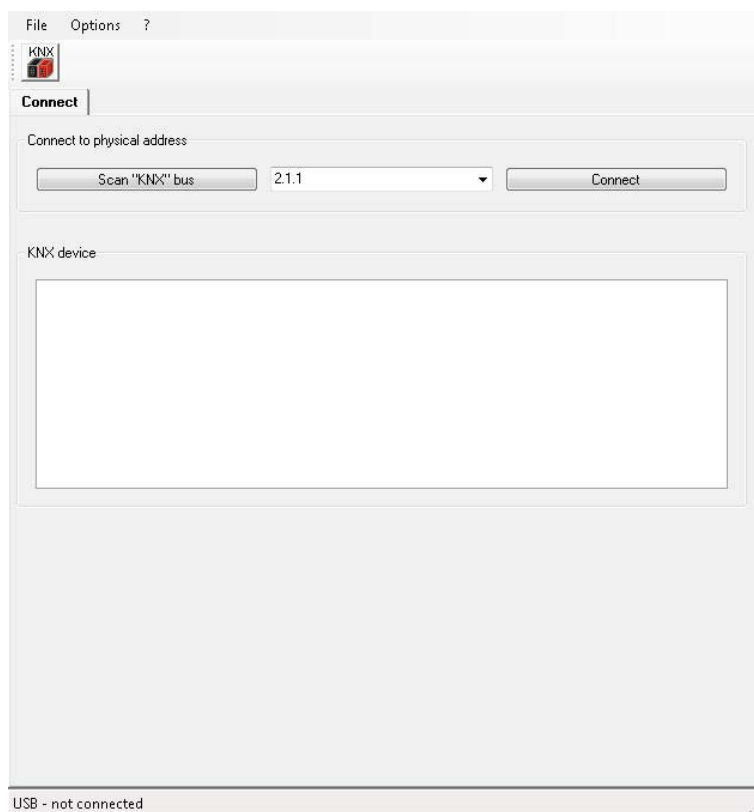 File Options ?
KNX
Connect
Connect to physical address
Scan "KNX" bus 2.1.1 Connect
KNX device
USB - not connected